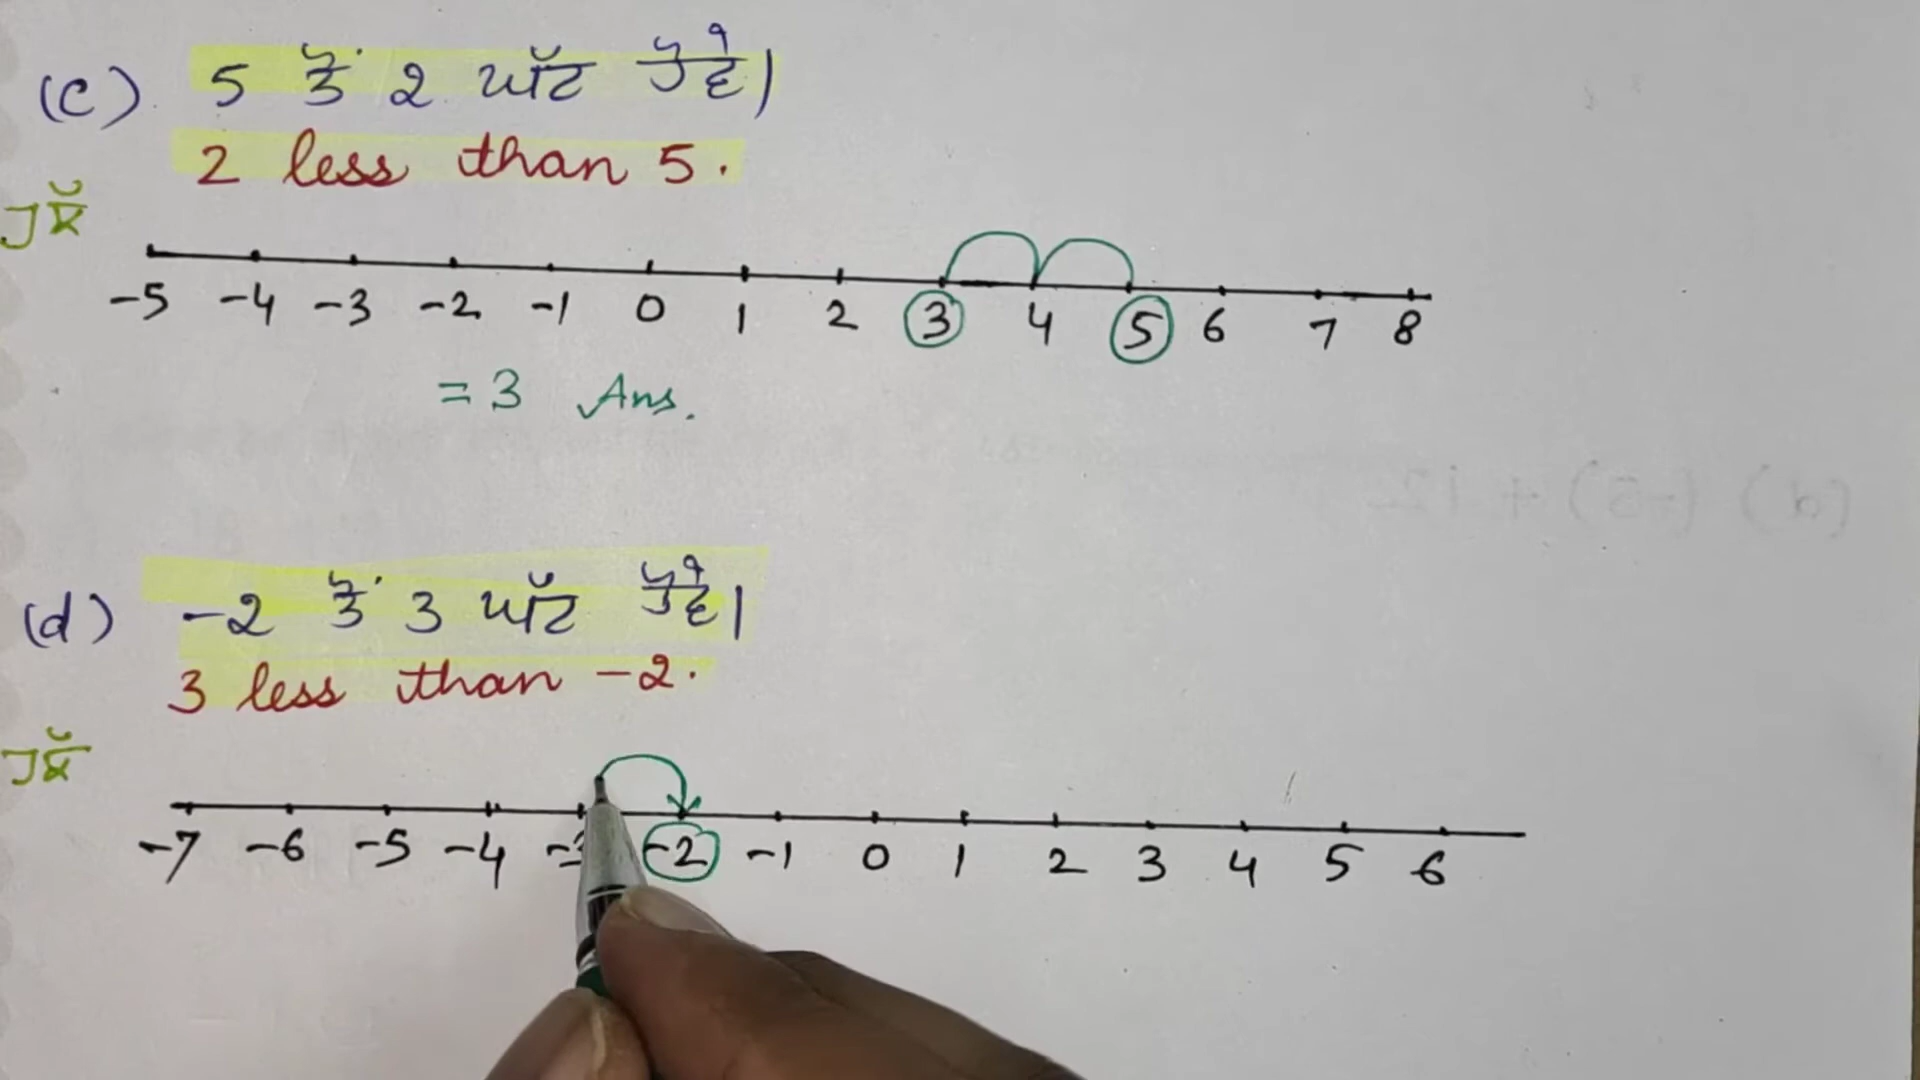 (c) 5 ਤੋਂ 2 ਘੱਟ ਹੋਵੇ।
2 less than 5.
ਹੱਲ
-5 -4 -3 -2 -1 0 1 2 3 4 5 6 7 8
= 3 Ans.
(d) (-5) + 12
(d) -2 ਤੋਂ 3 ਘੱਟ ਹੋਵੇ।
3 less than -2.
ਹੱਲ
-7 -6 -5 -4 -2 -1 0 1 2 3 4 5 6